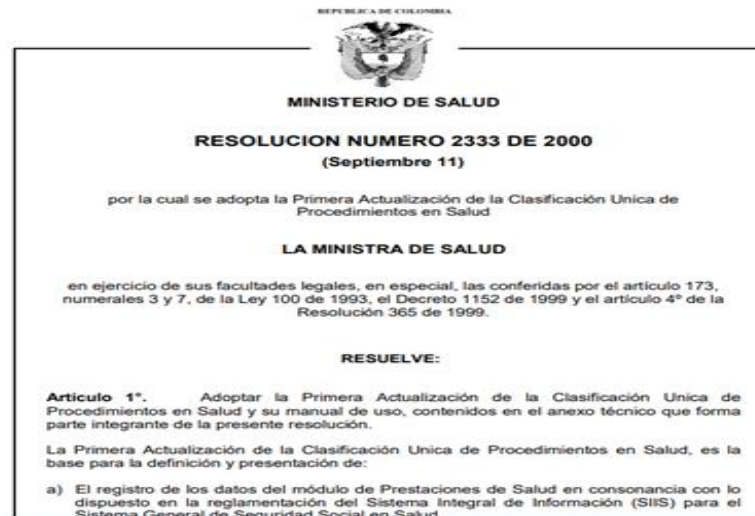 REPUBLICA DE COLOMBIA
MINISTERIO DE SALUD
RESOLUCION NUMERO 2333 DE 2000
(Septiembre 11)
por la cual se adopta la Primera Actualización de la Clasificación Unica de
Procedimientos en Salud
LA MINISTRA DE SALUD
en ejercicio de sus facultades legales, en especial, las conferidas por el artículo 173,
numerales 3 y 7, de la Ley 100 de 1993, el Decreto 1152 de 1999 y el artículo 4º de la
Resolución 365 de 1999.
RESUELVE:
Artículo 1°. Adoptar la Primera Actualización de la Clasificación Unica de
Procedimientos en Salud y su manual de uso, contenidos en el anexo técnico que forma
parte integrante de la presente resolución.
La Primera Actualización de la Clasificación Unica de Procedimientos en Salud, es la
base para la definición y presentación de:
a) El registro de los datos del módulo de Prestaciones de Salud en consonancia con lo
dispuesto en la reglamentación del Sistema Integral de Información (SIIS) para el
Sistema General de Seguridad Social en Salud